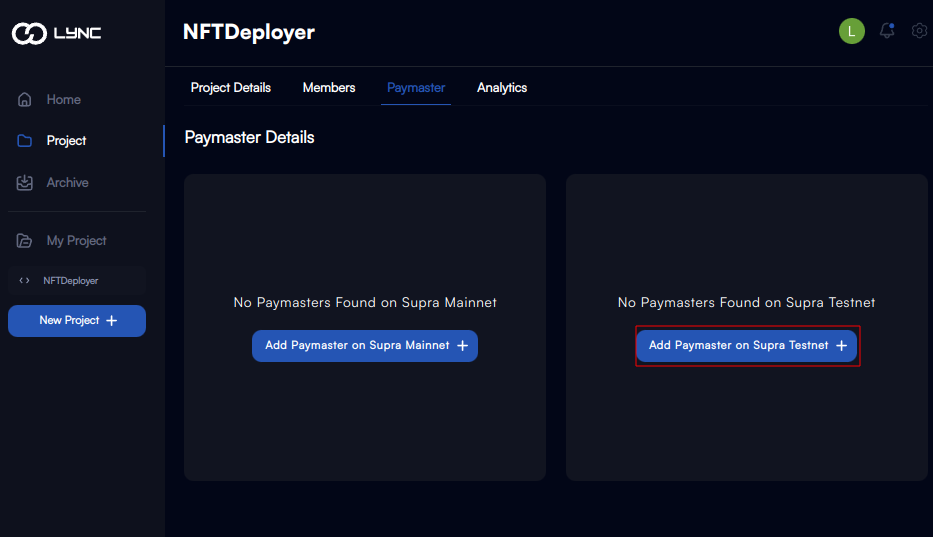 LYNC
NFTDeployer
L
Home
Project
Archive
My Project
NFTDeployer
New Project +
Project Details
Members
Paymaster
Analytics
Paymaster Details
No Paymasters Found on Supra Mainnet
Add Paymaster on Supra Mainnet +
No Paymasters Found on Supra Testnet
Add Paymaster on Supra Testnet +